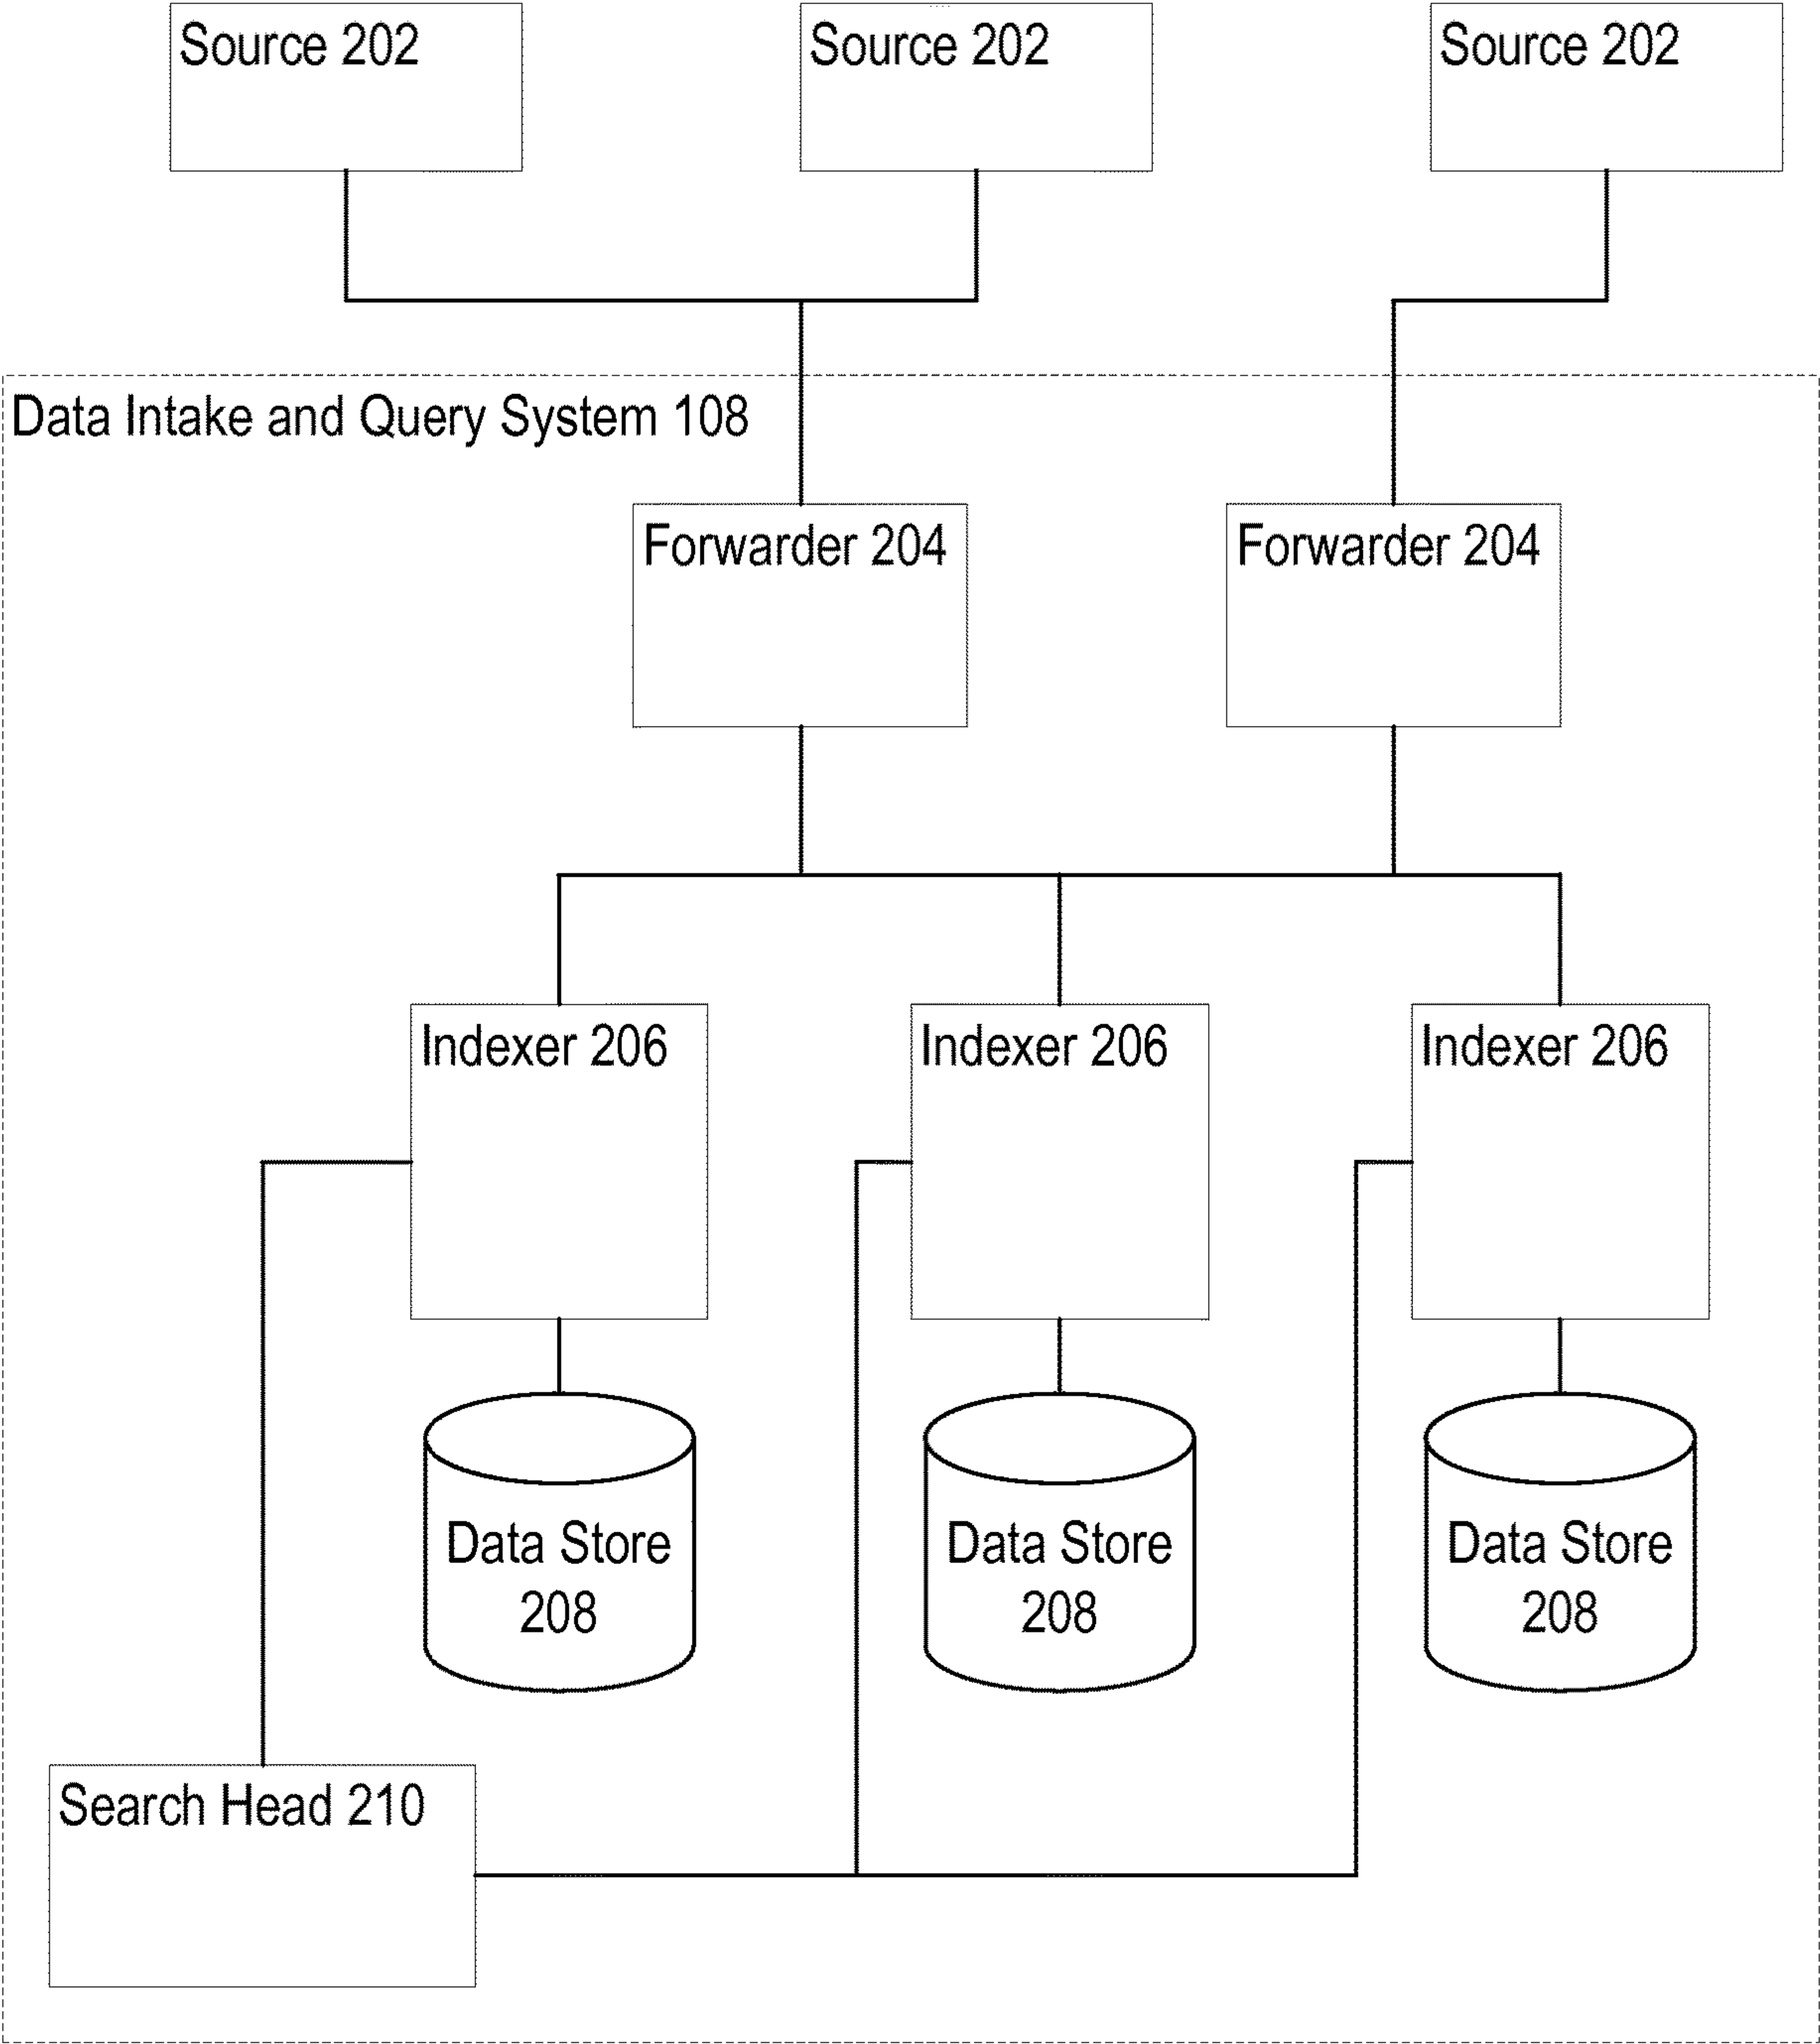 Source 202
Source 202
Source 202
Data Intake and Query System 108
Forwarder 204
Forwarder 204
Indexer 206
Indexer 206
Indexer 206
Data Store
208
Data Store
208
Data Store
208
Search Head 210